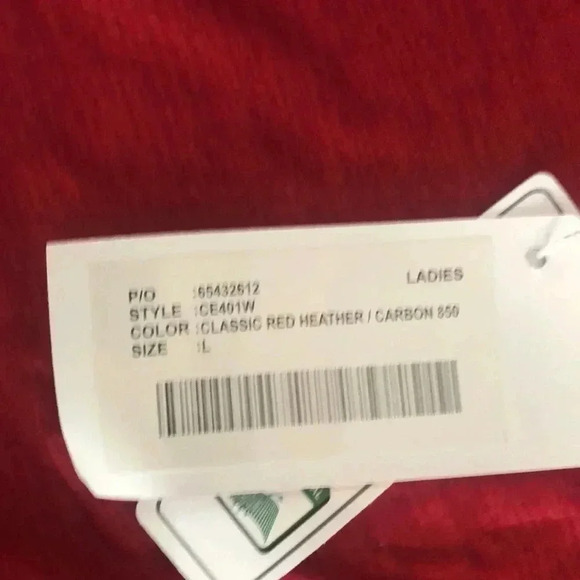 LADIES
P/O :65432612
STYLE :CE401W
COLOR :CLASSIC RED HEATHER / CARBON 850
SIZE :L